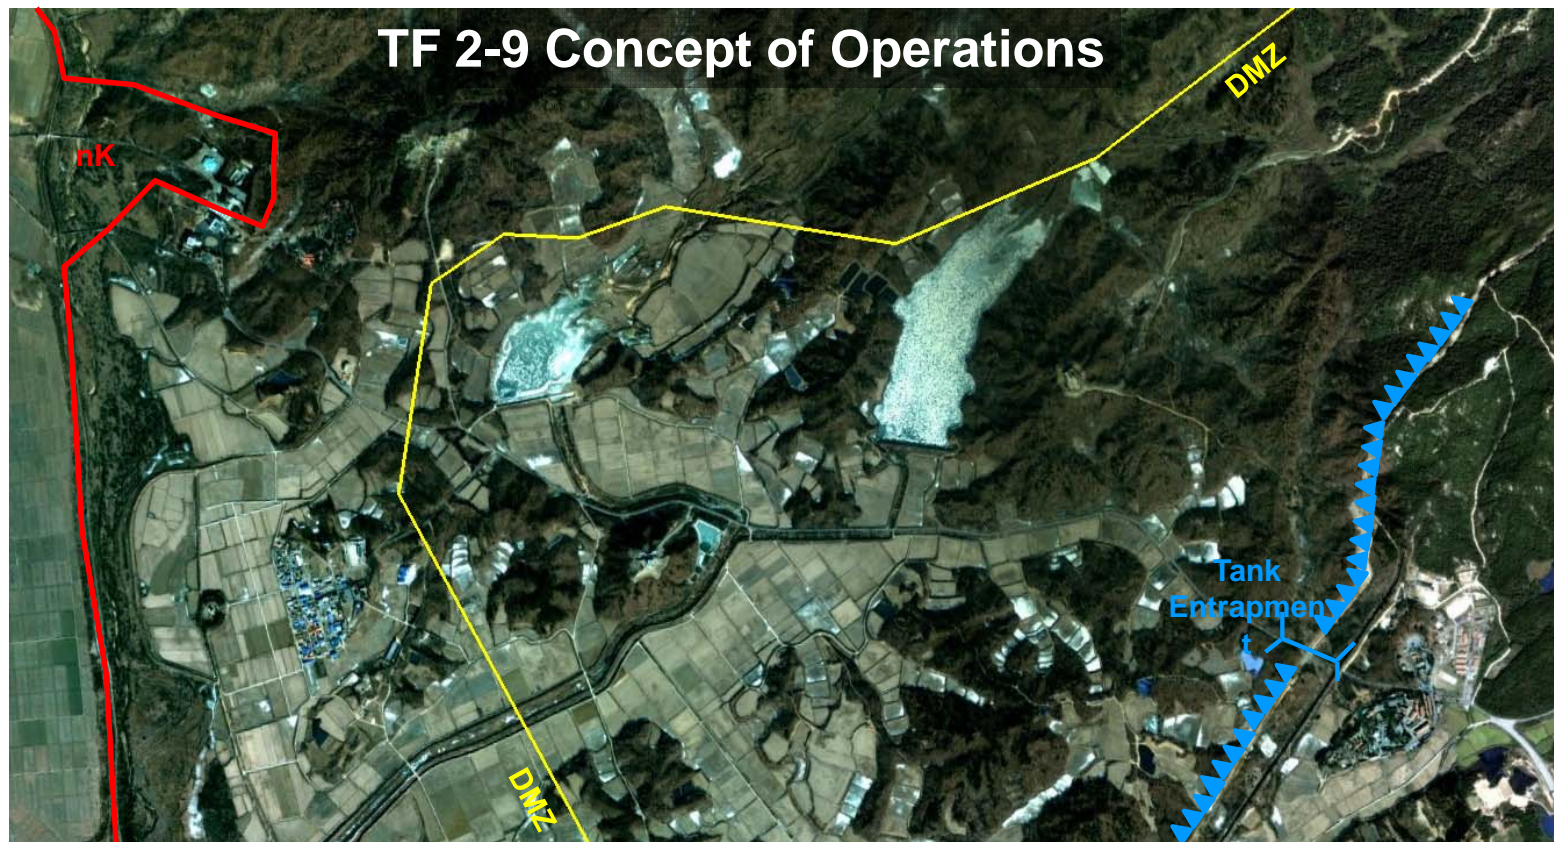 TF 2-9 Concept of Operations
DMZ
nK
Tank
Entrapmen
t
DMZ